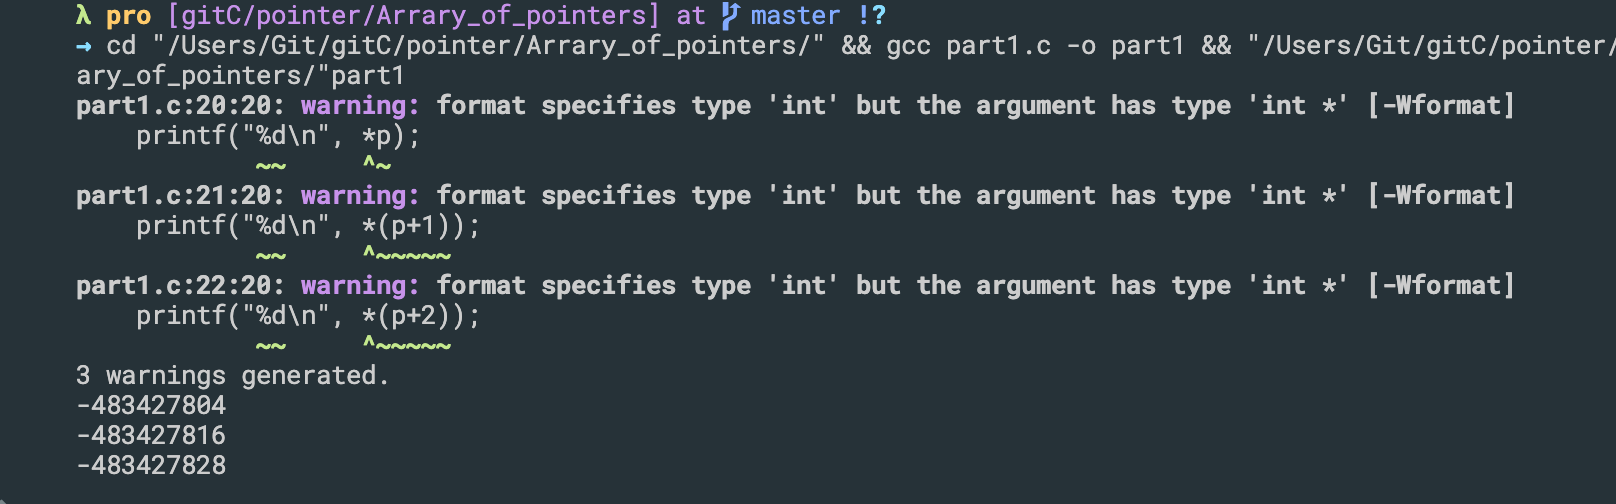 λ pro [gitC/pointer/Arrary_of_pointers] at master !?
→ cd "/Users/Git/gitC/pointer/Arrary_of_pointers/" && gcc part1.c -o part1 && "/Users/Git/gitC/pointer/
ary_of_pointers/"part1
part1.c:20:20: warning: format specifies type 'int' but the argument has type 'int *' [-Wformat]
    printf("%d\n", *p);
            ~~     ^~
part1.c:21:20: warning: format specifies type 'int' but the argument has type 'int *' [-Wformat]
    printf("%d\n", *(p+1));
            ~~     ^~~~~~
part1.c:22:20: warning: format specifies type 'int' but the argument has type 'int *' [-Wformat]
    printf("%d\n", *(p+2));
            ~~     ^~~~~~
3 warnings generated.
-483427804
-483427816
-483427828